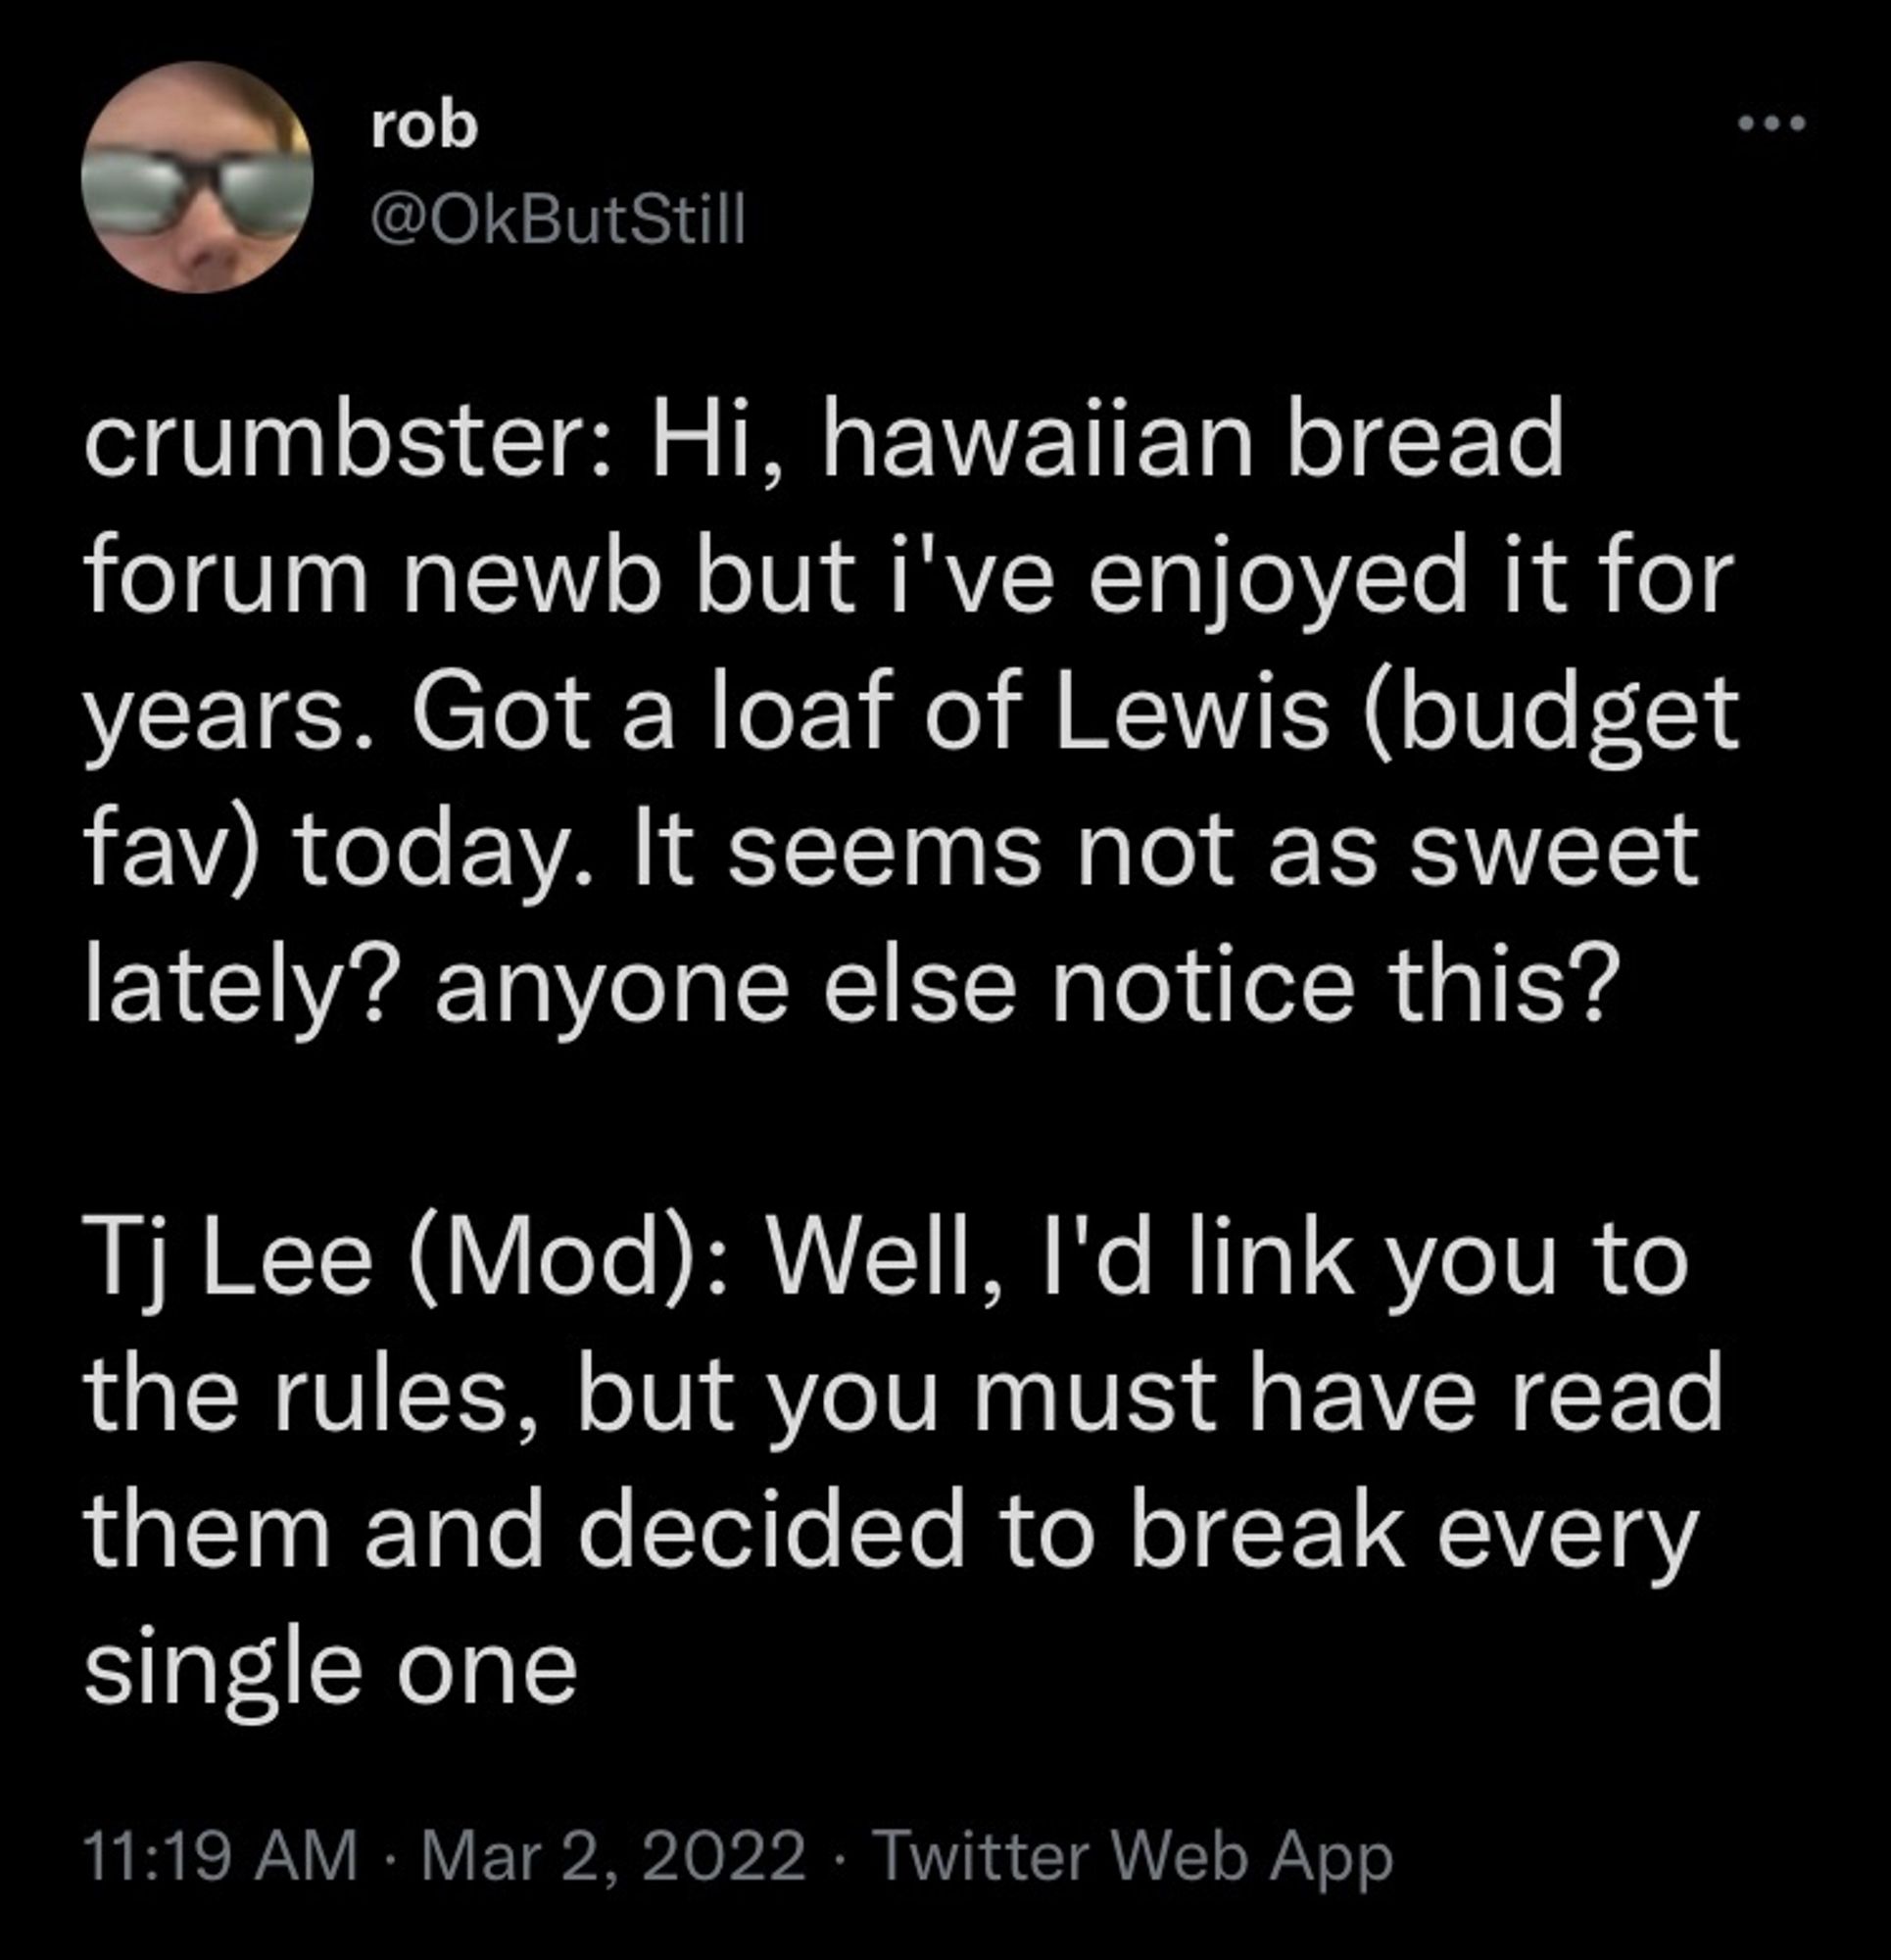 rob
@OkButStill
crumbster: Hi, hawaiian bread
forum newb but i've enjoyed it for
years. Got a loaf of Lewis (budget
fav) today. It seems not as sweet
lately? anyone else notice this?
Tj Lee (Mod): Well, I'd link you to
the rules, but you must have read
them and decided to break every
single one
11:19 AM · Mar 2, 2022 · Twitter Web App